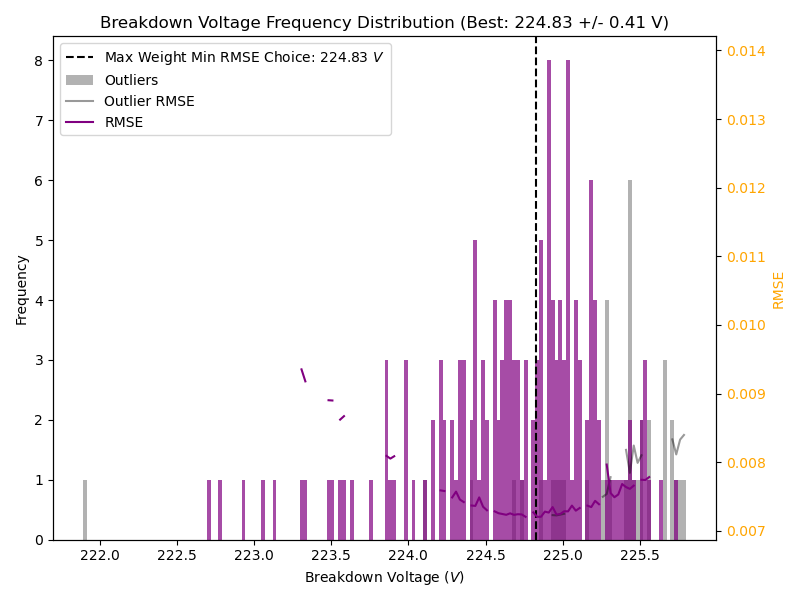 Breakdown Voltage Frequency Distribution (Best: 224.83 +/- 0.41 V)
Max Weight Min RMSE Choice: 224.83 V
Outliers
Outlier RMSE
RMSE
Frequency
8
7
6
5
4
3
2
1
0
222.0 222.5 223.0 223.5 224.0 224.5 225.0 225.5
Breakdown Voltage (V)
0.014
0.013
0.012
0.011
0.010
0.009
0.008
0.007
RMSE